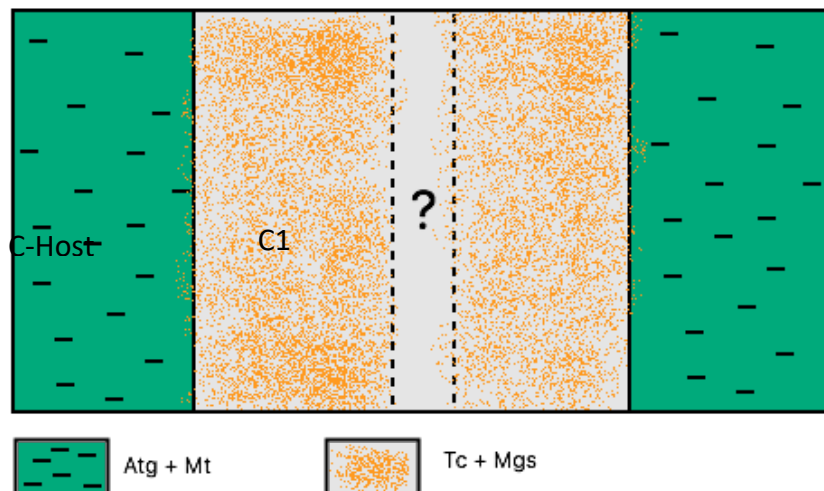 ?
C1
C-Host
Atg + Mt
Tc + Mgs